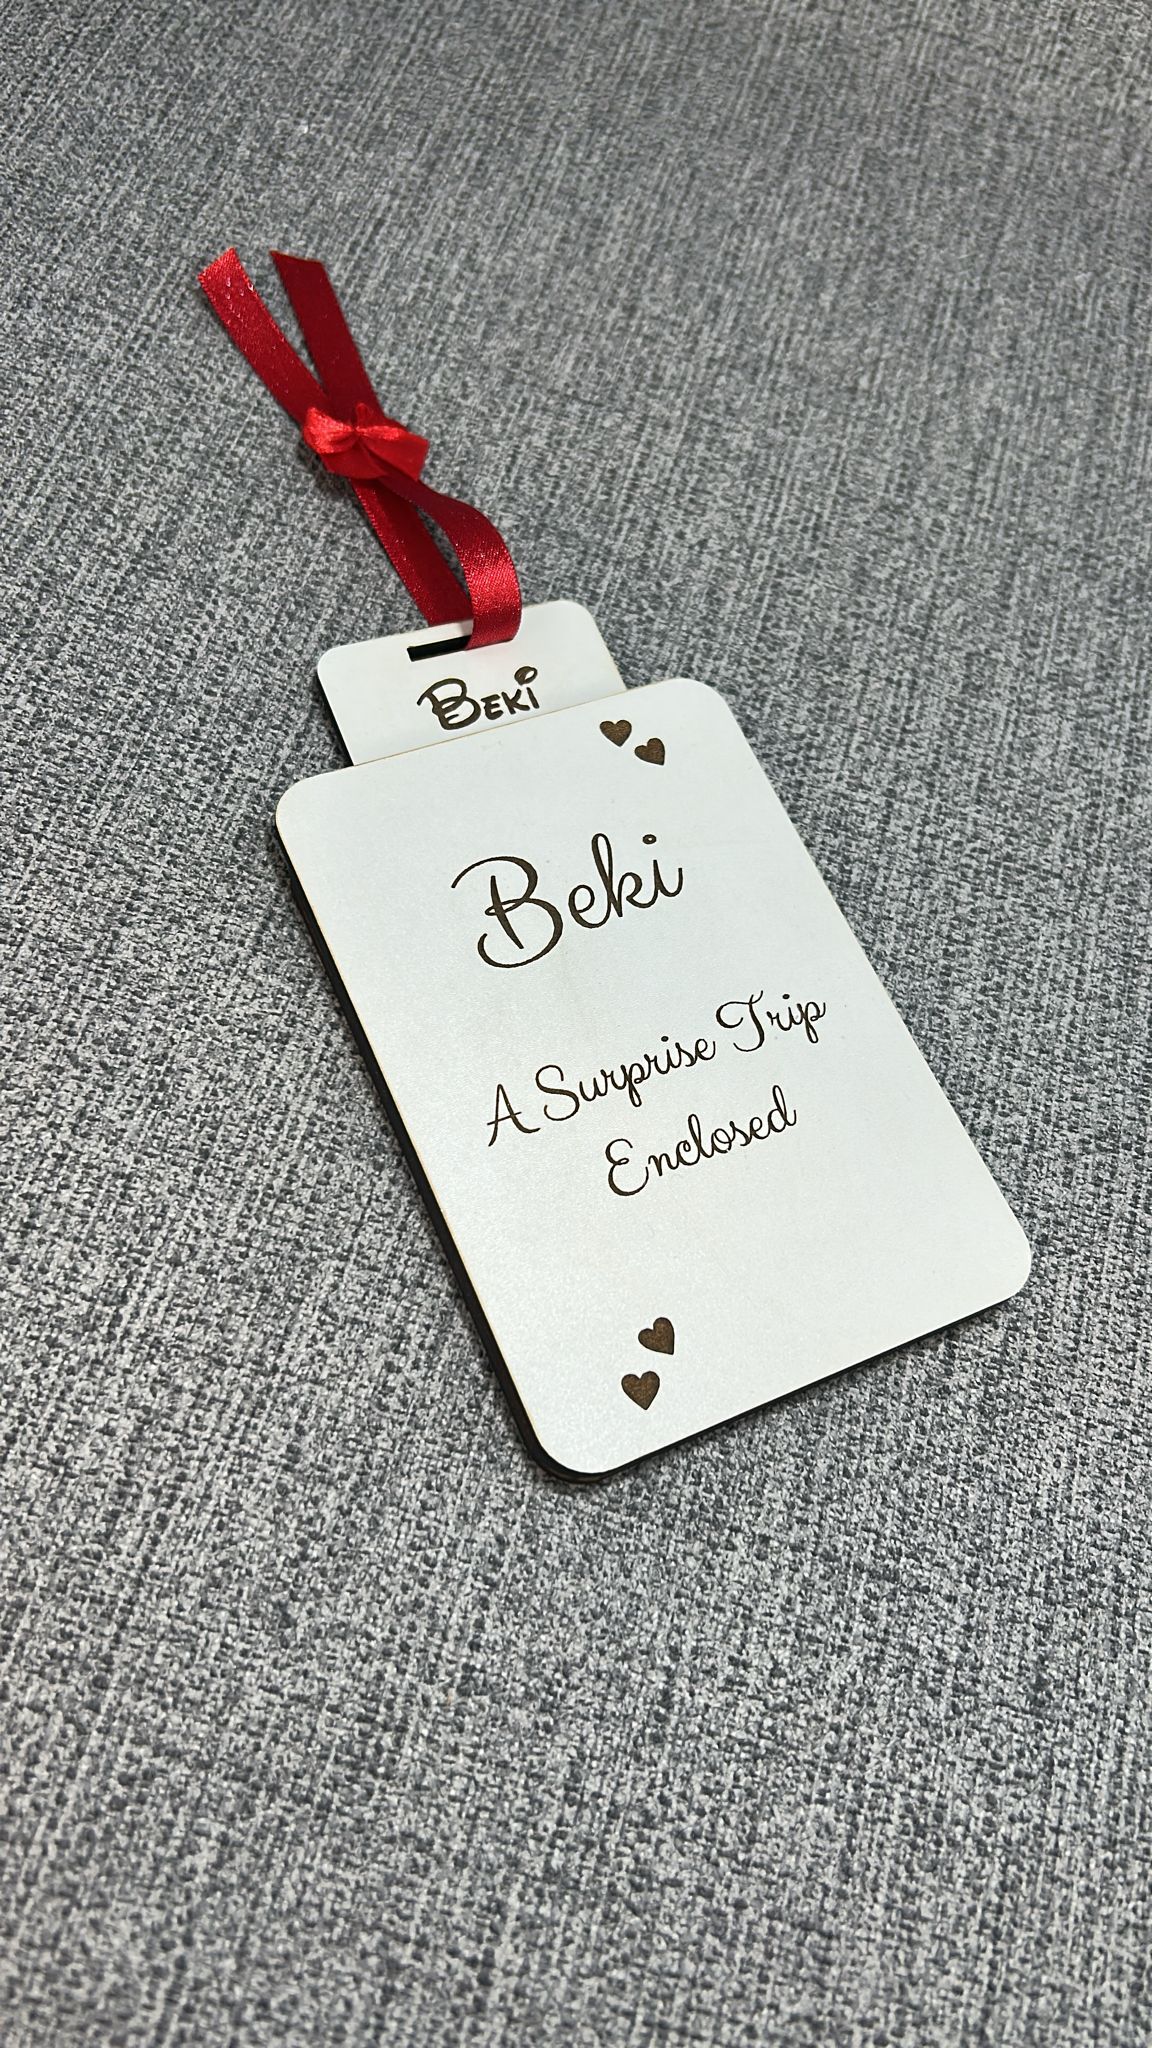 BEKi
Beki
A Surprise Trip
Enclosed